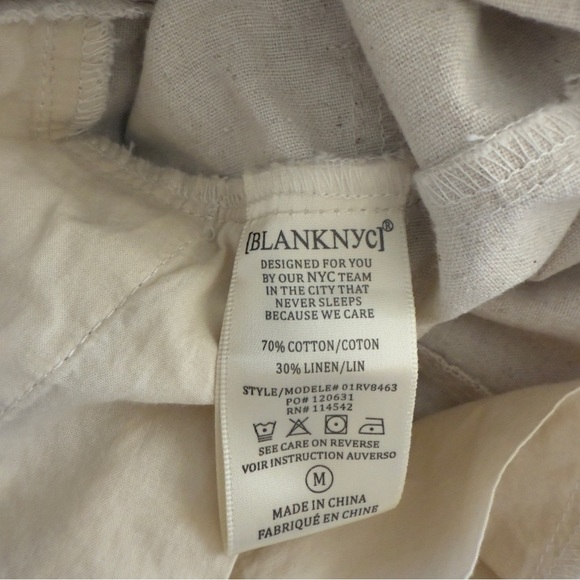 [BLANKNYC]®
DESIGNED FOR YOU
BY OUR NYC TEAM
IN THE CITY THAT
NEVER SLEEPS
BECAUSE WE CARE
70% COTTON/COTON
30% LINEN/LIN
STYLE/MODELE# 01RV8463
PO# 120631
RN# 114542
SEE CARE ON REVERSE
VOIR INSTRUCTION AUVERSO
M
MADE IN CHINA
FABRIQUÉ EN CHINE